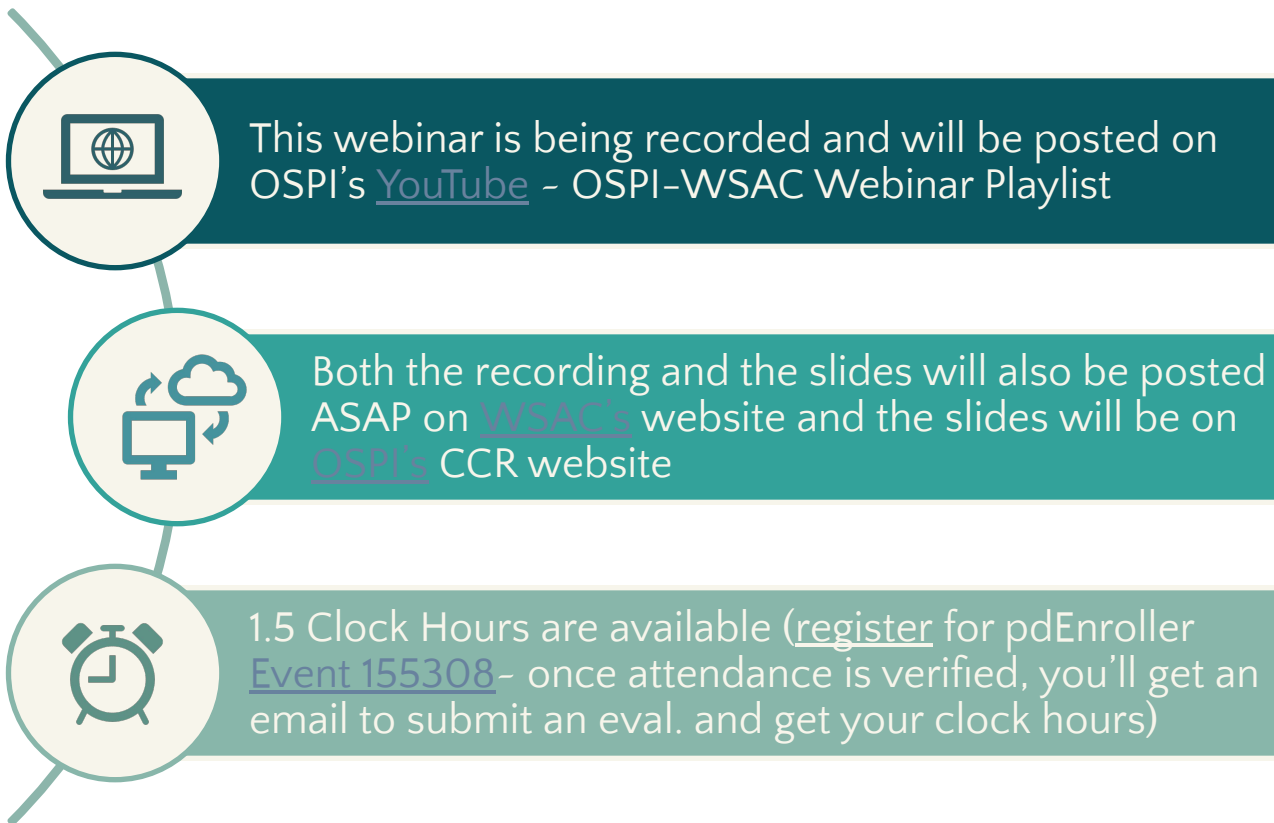 This webinar is being recorded and will be posted on
OSPI's YouTube - OSPI-WSAC Webinar Playlist
Both the recording and the slides will also be posted
ASAP on WSAC's website and the slides will be on
OSPI's CCR website
1.5 Clock Hours are available (register for pdEnroller
Event 155308- once attendance is verified, you'll get an
email to submit an eval. and get your clock hours)